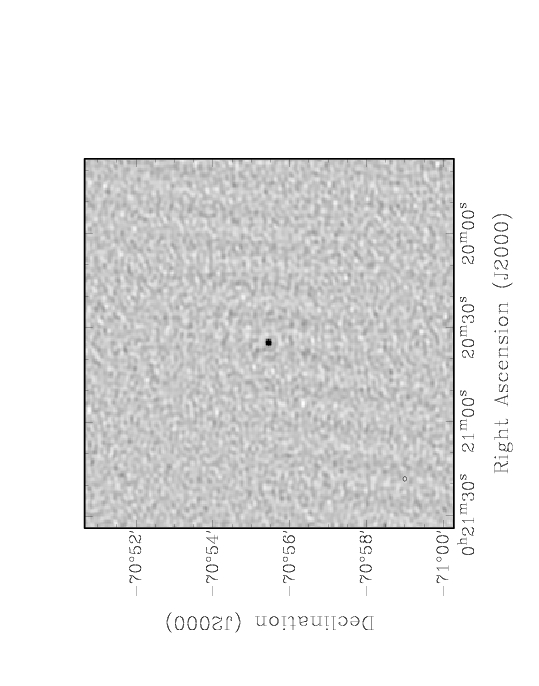 −70°52′
−70°54′
−70°56′
−70°58′
−71°00′
Declination (J2000)
0ʰ21ᵐ30ˢ
21ᵐ00ˢ
20ᵐ30ˢ
20ᵐ00ˢ
Right Ascension (J2000)